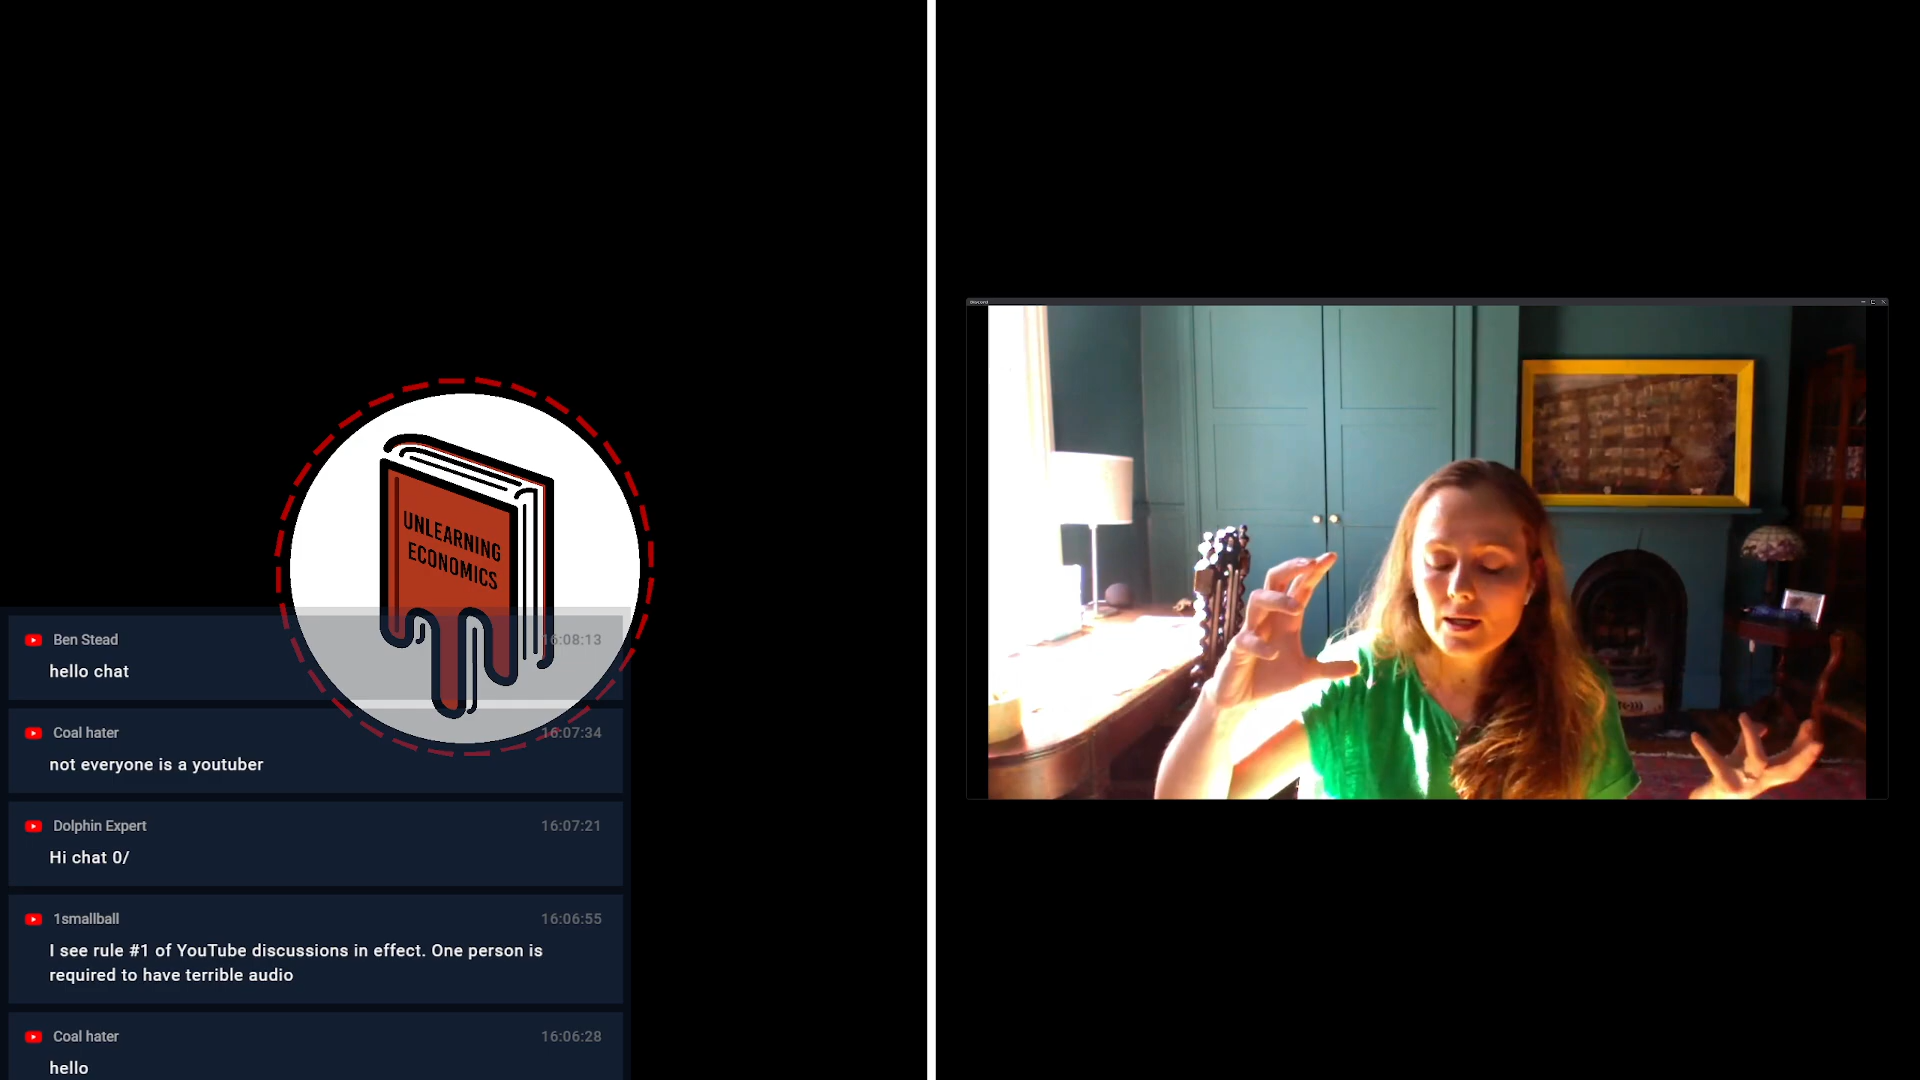 UNLEARNING
ECONOMICS
Ben Stead
16:08:13
hello chat
Coal hater
16:07:34
not everyone is a youtuber
Dolphin Expert
16:07:21
Hi chat 0/
1smallball
16:06:55
I see rule #1 of YouTube discussions in effect. One person is
required to have terrible audio
Coal hater
16:06:28
hello
Discord